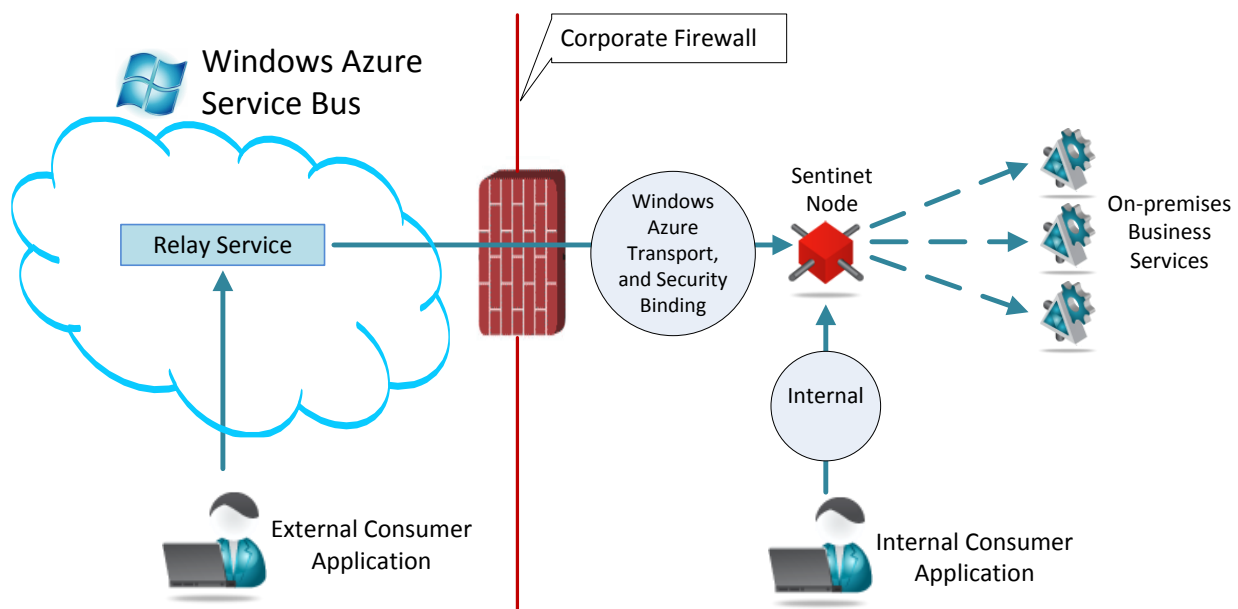 Windows Azure
Service Bus
Corporate Firewall
Relay Service
Windows
Azure
Transport,
and Security
Binding
Sentinet
Node
On-premises
Business
Services
Internal
External Consumer
Application
Internal Consumer
Application